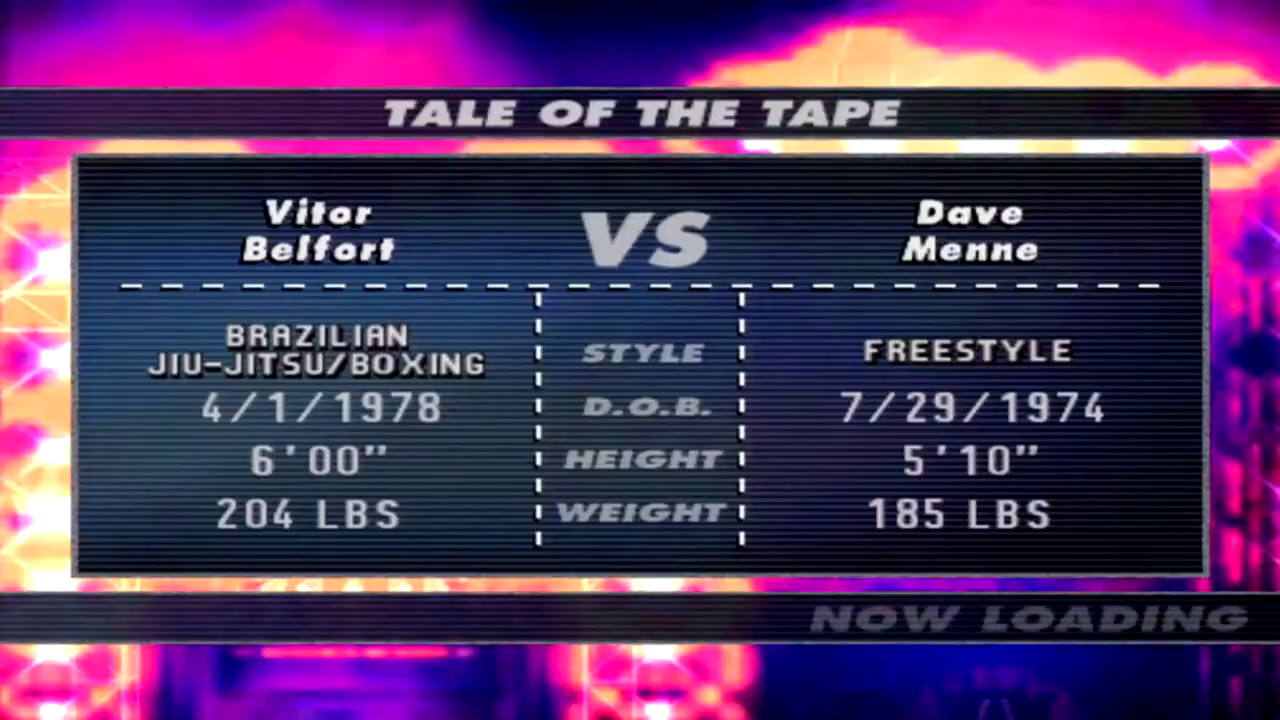 TALE OF THE TAPE
Vitor
Belfort
VS
Dave
Menne
BRAZILIAN
JIU-JITSU/BOXING
STYLE
FREESTYLE
4/1/1978
D.O.B.
7/29/1974
6'00"
HEIGHT
5'10"
204 LBS
WEIGHT
185 LBS
NOW LOADING